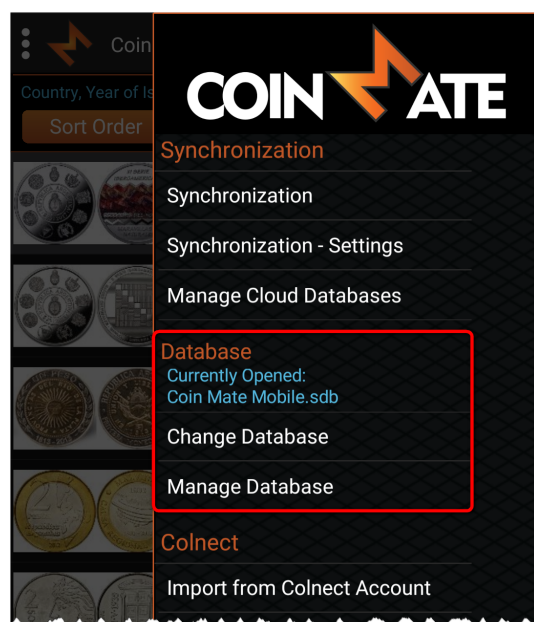 Coin
COIN MATE
Country, Year of Is
Sort Order
Synchronization
Synchronization
Synchronization - Settings
Manage Cloud Databases
Database
Currently Opened:
Coin Mate Mobile.sdb
Change Database
Manage Database
Colnect
Import from Colnect Account